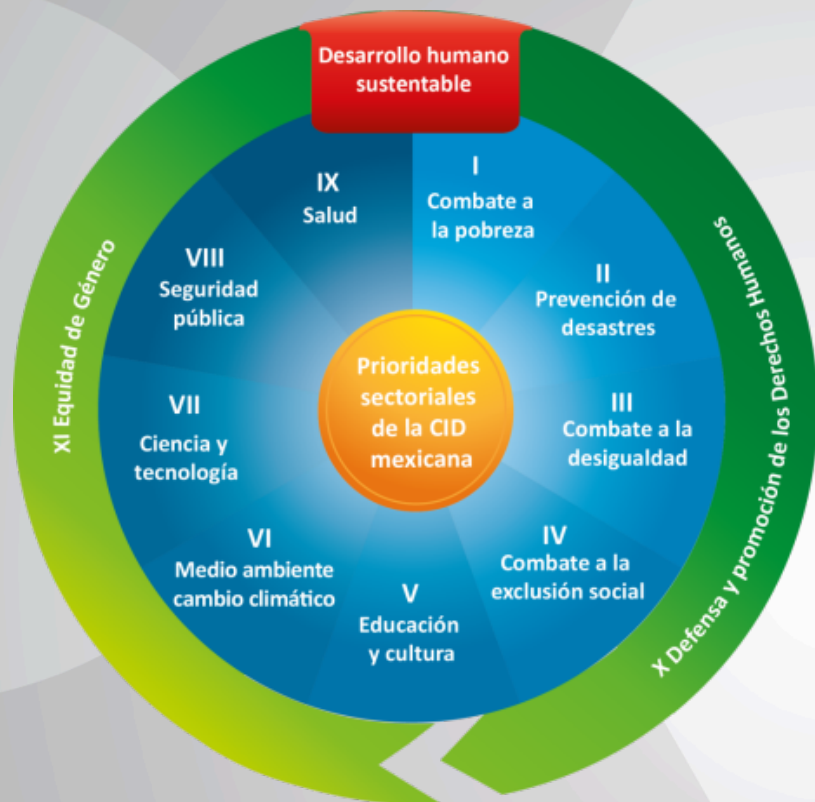 Desarrollo humano
sustentable
I
Combate a
la pobreza
II
Prevención de
desastres
III
Combate a la
desigualdad
IV
Combate a la
exclusión social
V
Educación
y cultura
VI
Medio ambiente
cambio climático
VII
Ciencia y
tecnología
VIII
Seguridad
pública
IX
Salud
Prioridades
sectoriales
de la CID
mexicana
X Defensa y promoción de los Derechos Humanos
XI Equidad de Género